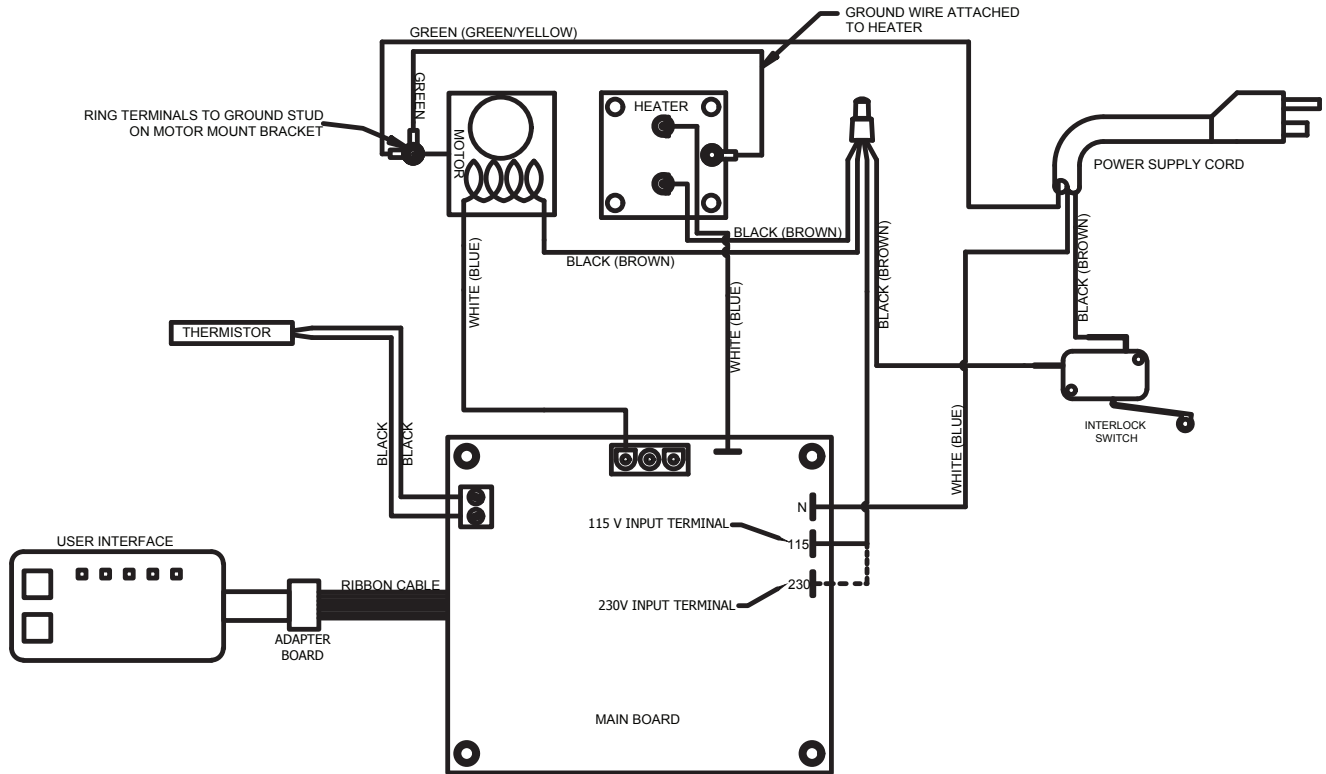 GROUND WIRE ATTACHED
TO HEATER
GREEN (GREEN/YELLOW)
GREEN
RING TERMINALS TO GROUND STUD
ON MOTOR MOUNT BRACKET
MOTOR
HEATER
POWER SUPPLY CORD
BLACK (BROWN)
BLACK (BROWN)
BLACK (BROWN)
BLACK (BROWN)
WHITE (BLUE)
WHITE (BLUE)
THERMISTOR
INTERLOCK
SWITCH
BLACK
BLACK
WHITE (BLUE)
N
115 V INPUT TERMINAL
115
230
230V INPUT TERMINAL
USER INTERFACE
RIBBON CABLE
ADAPTER
BOARD
MAIN BOARD